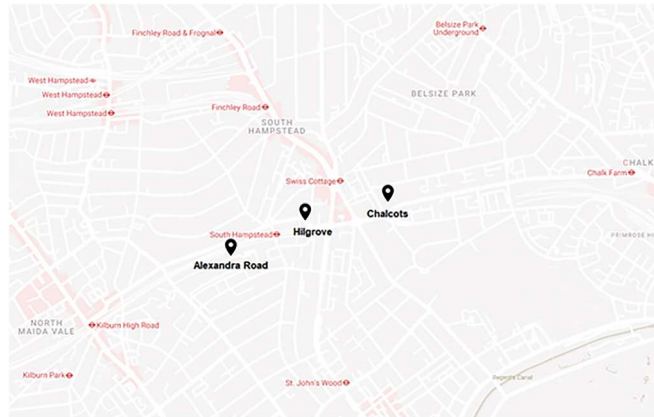 Belsize Park
Underground
Finchley Road & Frognal
West Hampstead
West Hampstead
West Hampstead
BELSIZE PARK
Finchley Road
SOUTH
HAMPSTEAD
CHALK
Chalk Farm
Swiss Cottage
Chalcots
Hilgrove
South Hampstead
PRIMROSE HI
Alexandra Road
NORTH
MAIDA VALE
Kilburn High Road
Kilburn Park
St. John's Wood
Regent's Canal